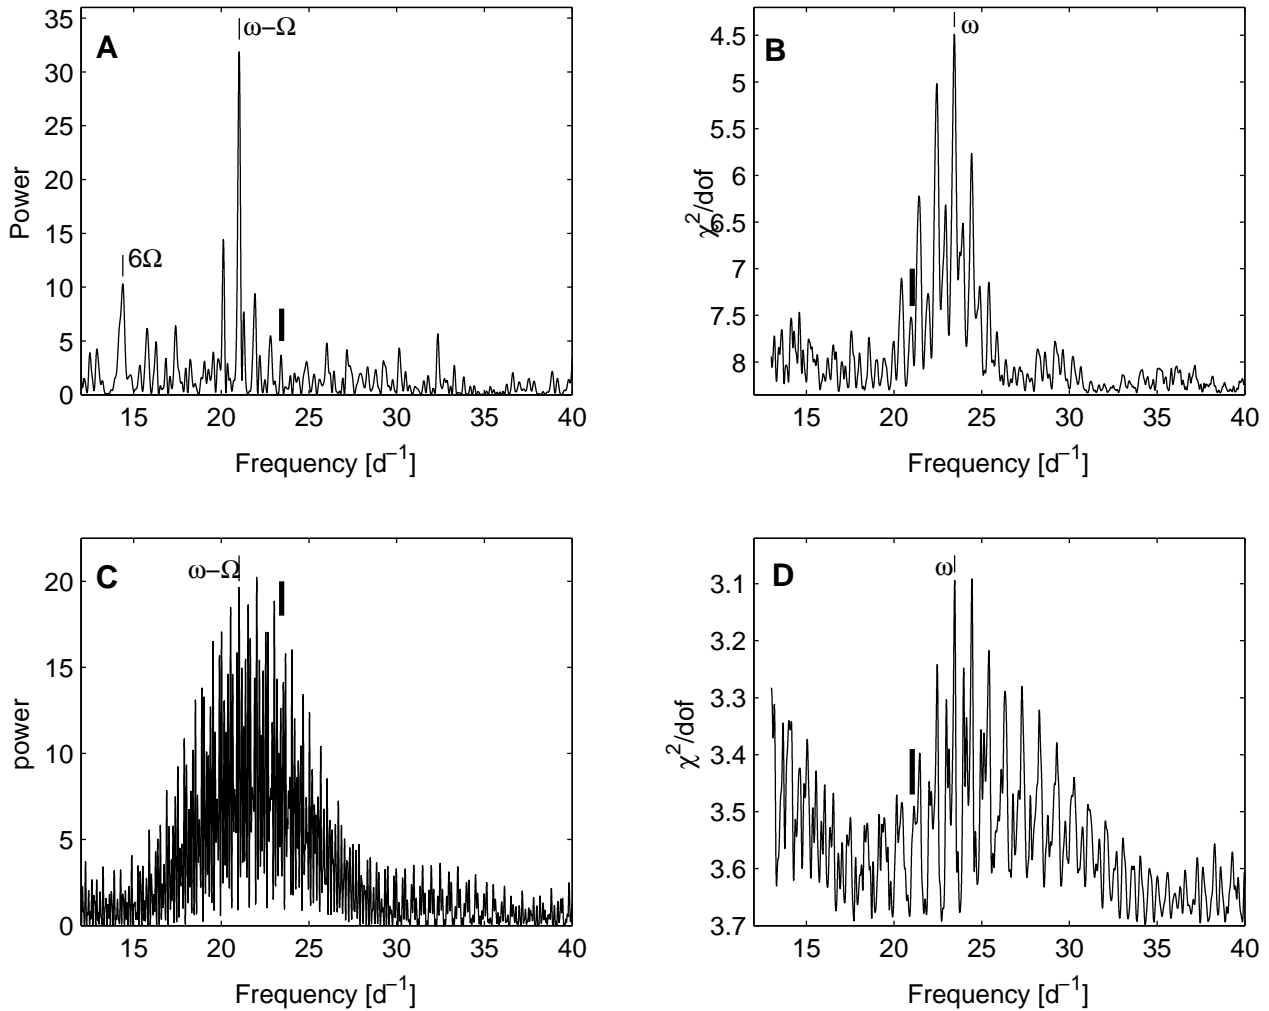 A
ω−Ω
6Ω
35
30
25
20
15
10
5
0
Power
15 20 25 30 35 40
Frequency [d⁻¹]
B
ω
4.5
5
5.5
6
6.5
7
7.5
8
χ²/dof
15 20 25 30 35 40
Frequency [d⁻¹]
C
ω−Ω
20
15
10
5
0
power
15 20 25 30 35 40
Frequency [d⁻¹]
D
ω
3.1
3.2
3.3
3.4
3.5
3.6
3.7
χ²/dof
15 20 25 30 35 40
Frequency [d⁻¹]